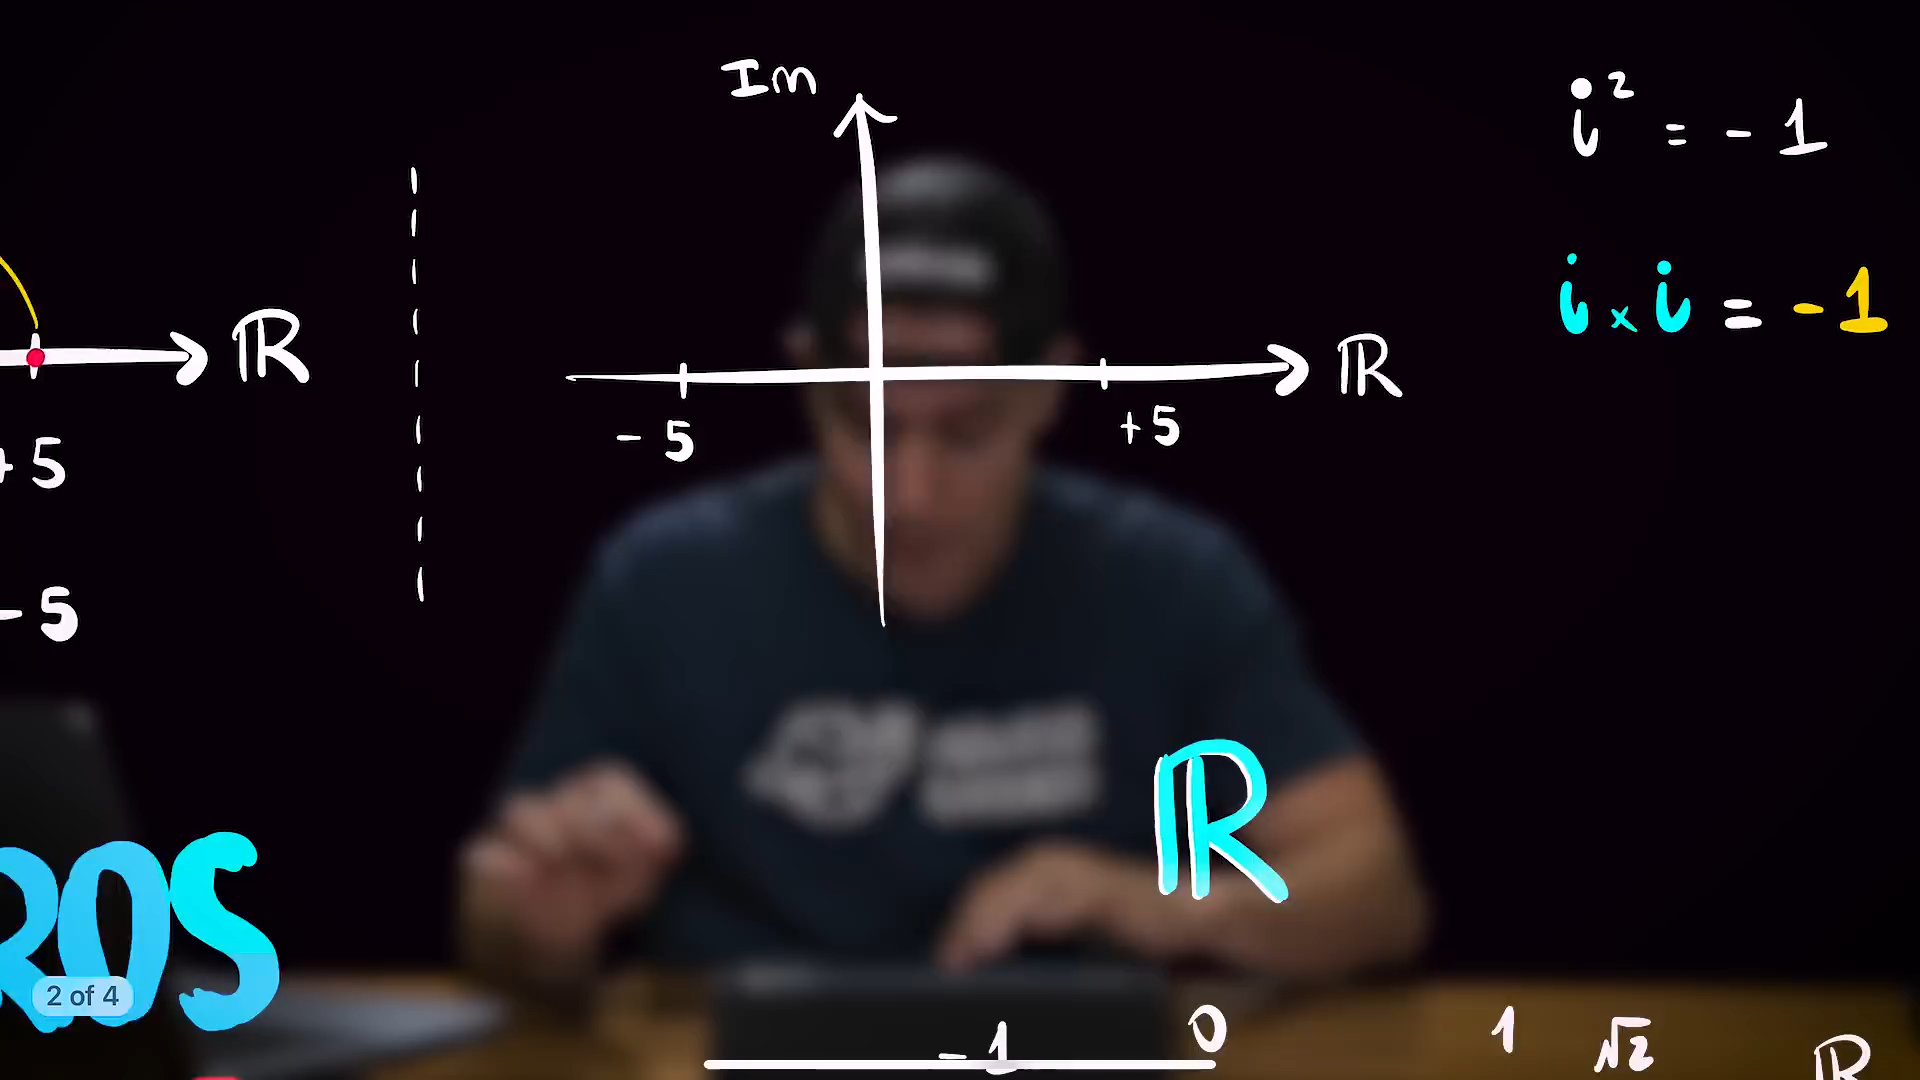 Im
i² = - 1
i × i = - 1
ℝ
- 5
+ 5
ℝ
+ 5
- 5
ℝ
ROS
2 of 4
- 1
0
1
√2
ℝ